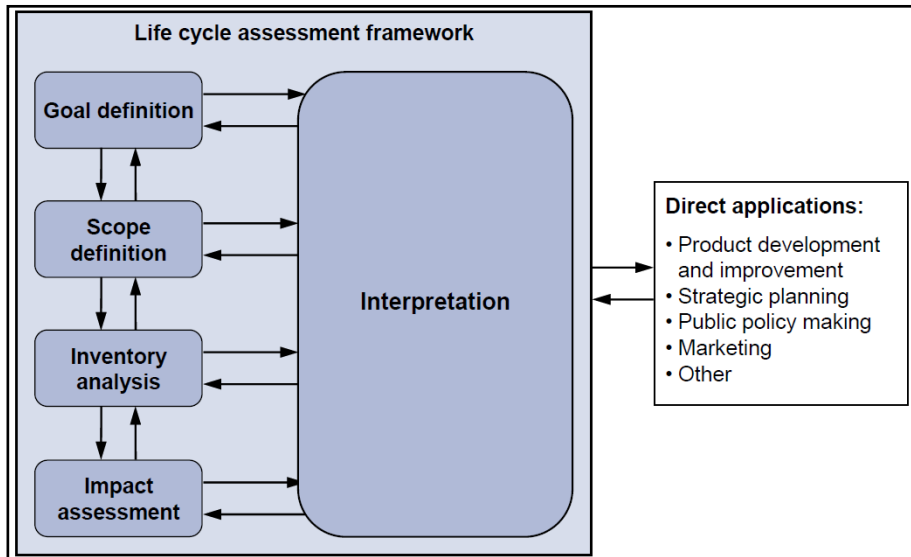 Life cycle assessment framework
Goal definition
Scope
definition
Inventory
analysis
Impact
assessment
Interpretation
Direct applications:
• Product development
and improvement
• Strategic planning
• Public policy making
• Marketing
• Other